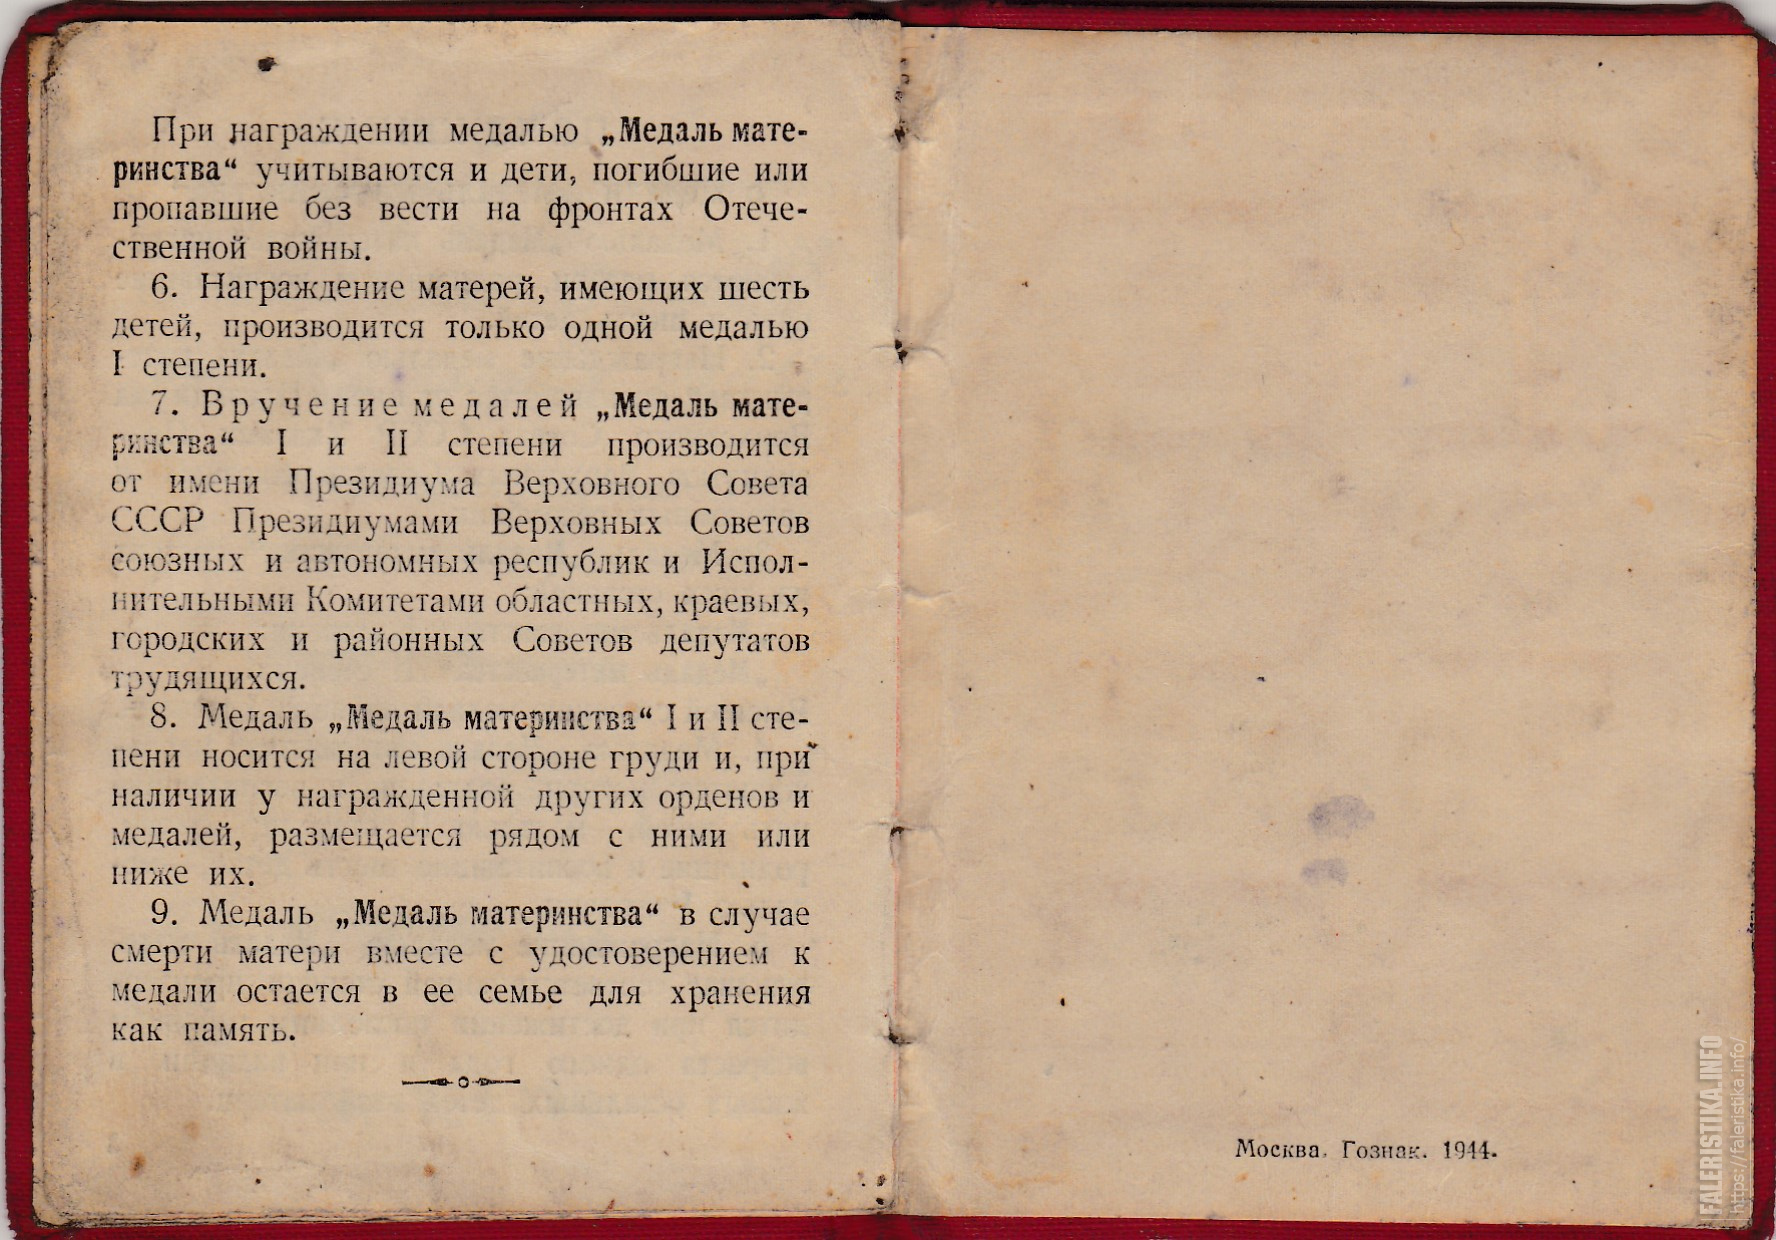 При награждении медалью „Медаль мате-
ринства“ учитываются и дети, погибшие или
пропавшие без вести на фронтах Отече-
ственной войны.
6. Награждение матерей, имеющих шесть
детей, производится только одной медалью
I степени.
7. Вручение медалей „Медаль мате-
ринства“ I и II степени производится
от имени Президиума Верховного Совета
СССР Президиумами Верховных Советов
союзных и автономных республик и Испол-
нительными Комитетами областных, краевых,
городских и районных Советов депутатов
трудящихся.
8. Медаль „Медаль материнства“ I и II сте-
пени носится на левой стороне груди и, при
наличии у награжденной других орденов и
медалей, размещается рядом с ними или
ниже их.
9. Медаль „Медаль материнства“ в случае
смерти матери вместе с удостоверением к
медали остается в ее семье для хранения
как память.
Москва. Гознак. 1944.
FALERISTIKA.INFO
https://faleristika.info/